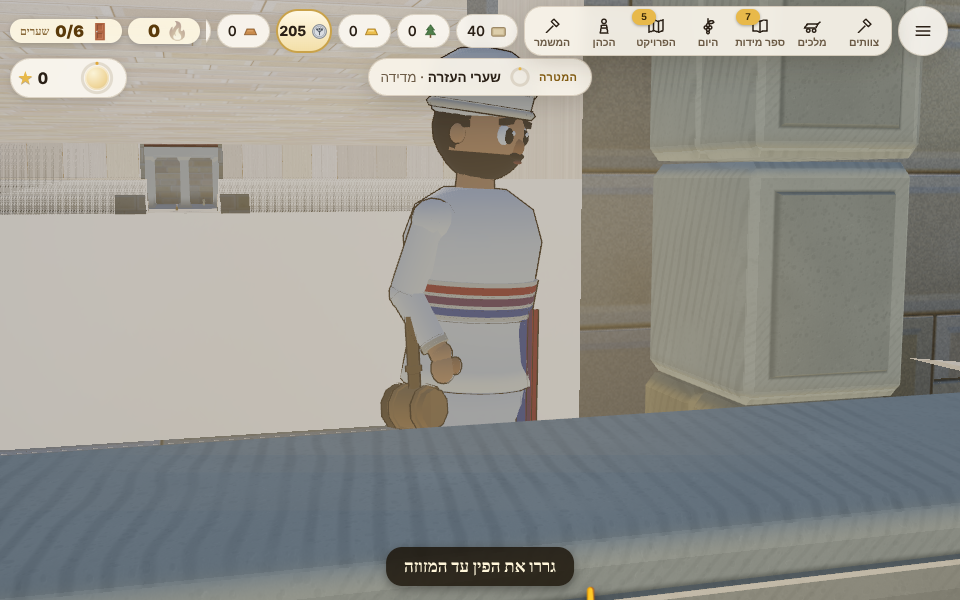 צוותים
מלכים
ספר מידות
7
היום
הפרויקט
5
הכהן
המשמר
40
0
0
205
0
0
0/6 שערים
המטרה
שערי העזרה · מדידה
0
גררו את הפין עד המזוזה